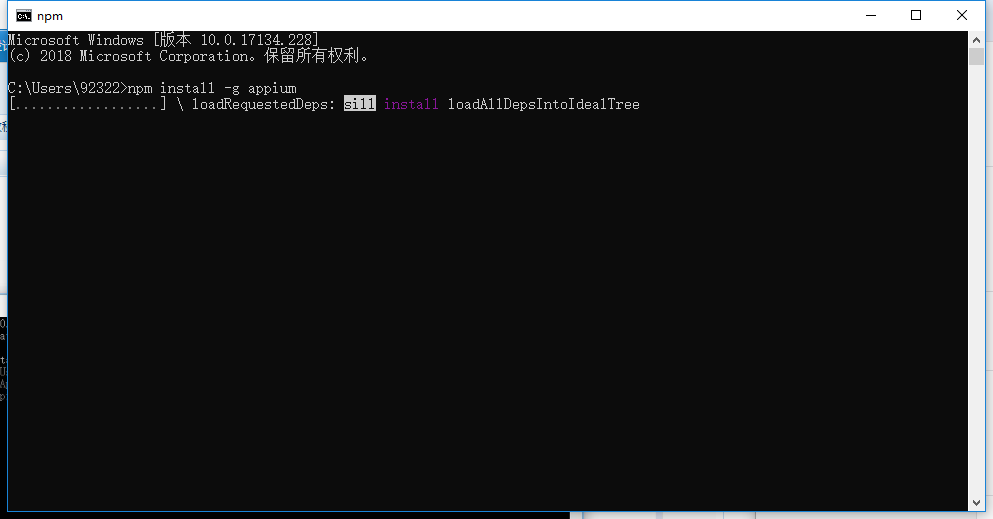 npm
Microsoft Windows [版本 10.0.17134.228]
(c) 2018 Microsoft Corporation。保留所有权利。
C:\Users\92322>npm install -g appium
[..................] \ loadRequestedDeps: sill install loadAllDepsIntoIdealTree